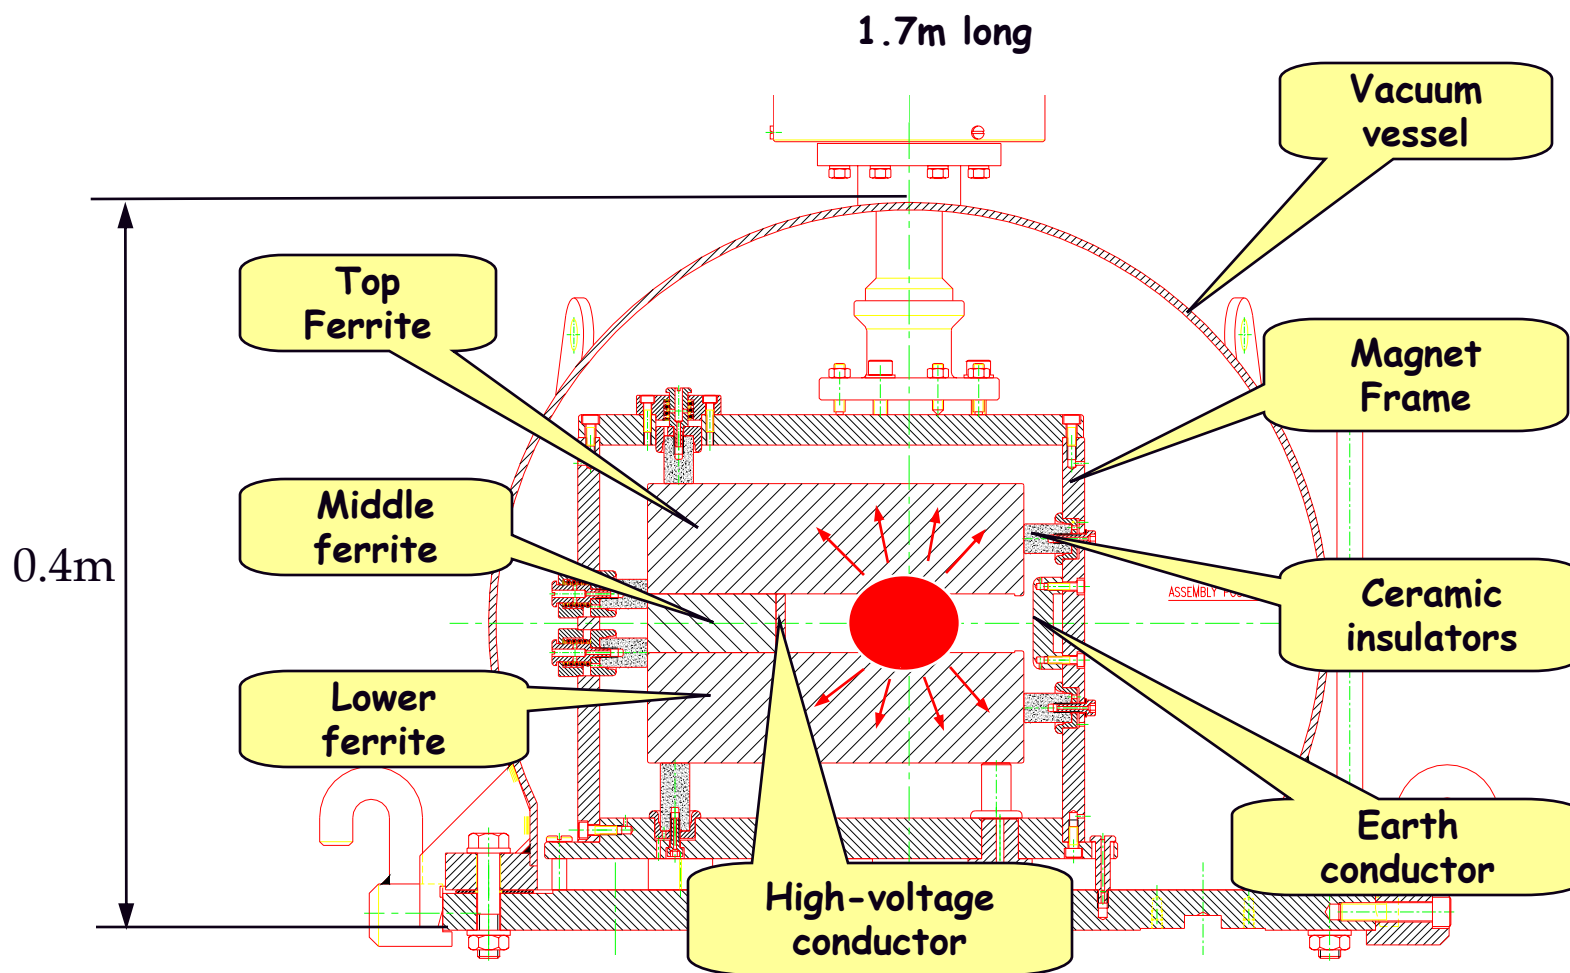 1.7m long
Vacuum
vessel
Top
Ferrite
Magnet
Frame
Middle
ferrite
0.4m
ASSEMBLY
Ceramic
insulators
Lower
ferrite
Earth
conductor
High-voltage
conductor